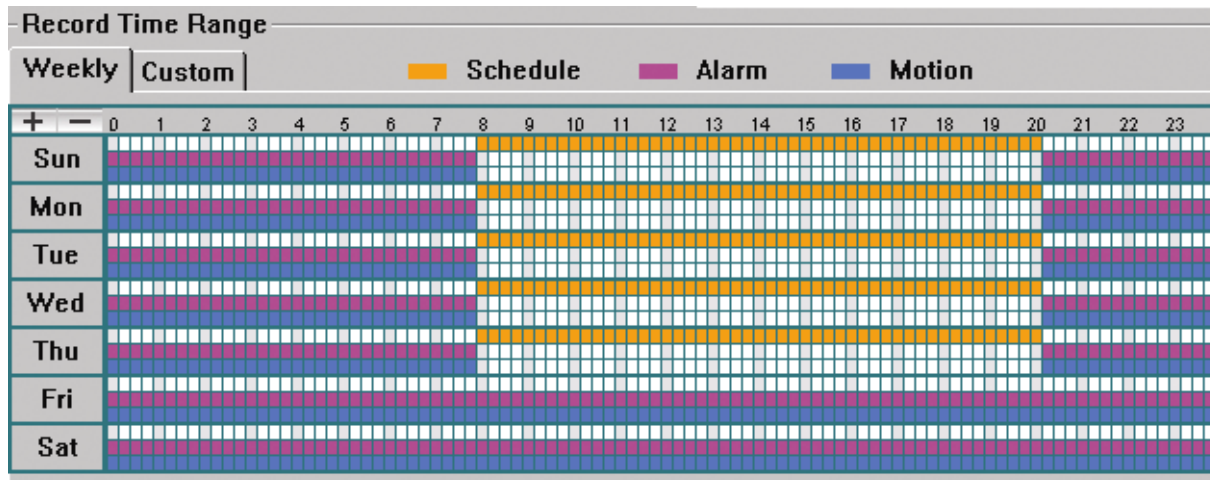 Record Time Range
Weekly Custom Schedule Alarm Motion
+ − 0 1 2 3 4 5 6 7 8 9 10 11 12 13 14 15 16 17 18 19 20 21 22 23
Sun
Mon
Tue
Wed
Thu
Fri
Sat